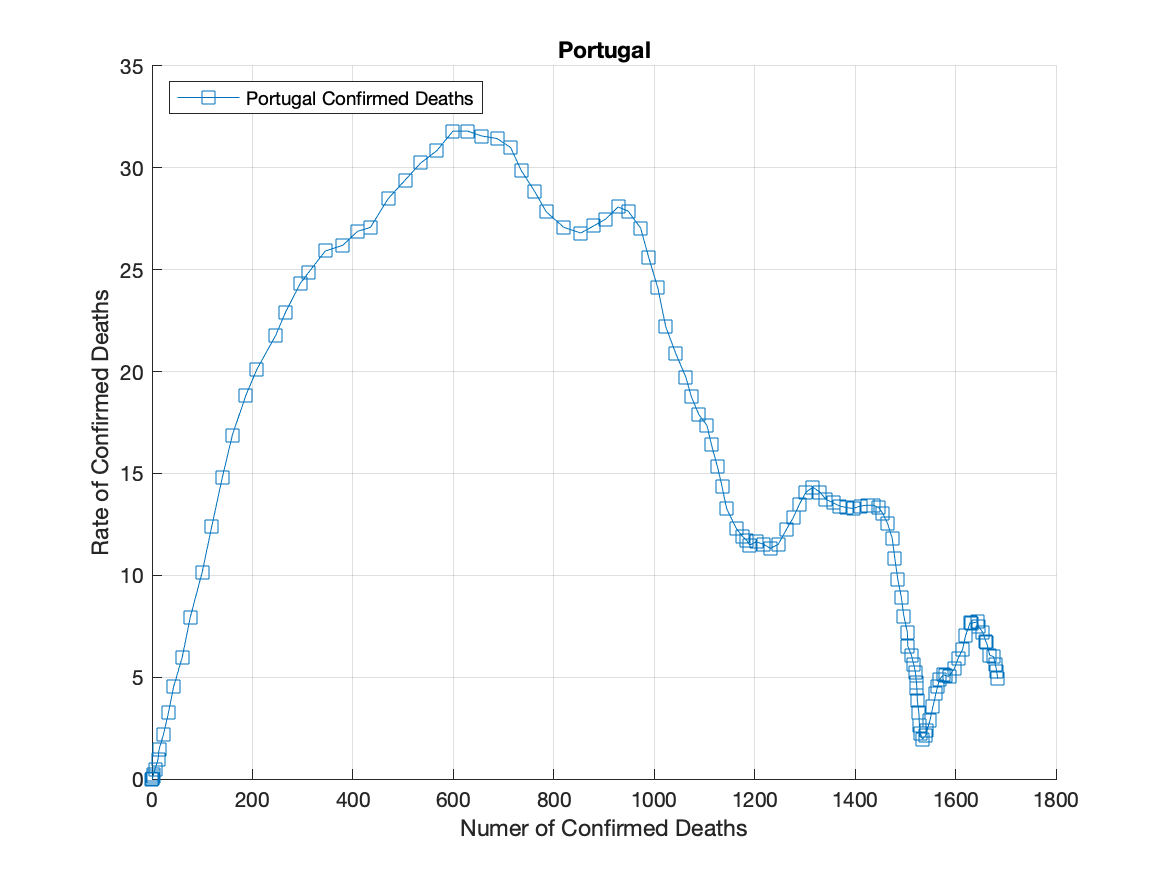 Portugal
Portugal Confirmed Deaths
35
30
25
20
15
10
5
0
Rate of Confirmed Deaths
0 200 400 600 800 1000 1200 1400 1600 1800
Numer of Confirmed Deaths